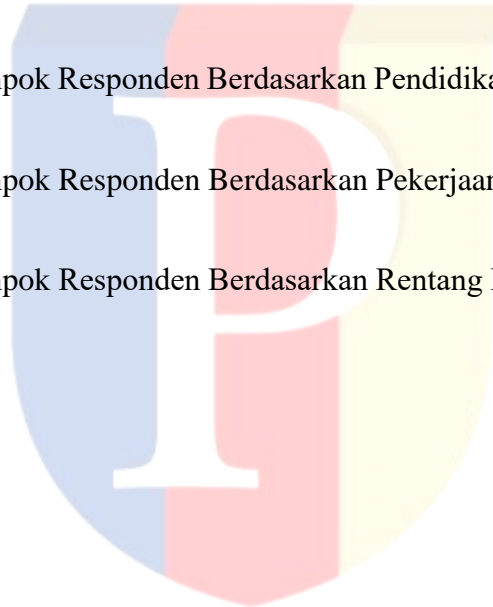 pok Responden Berdasarkan Pendidika
pok Responden Berdasarkan Pekerjaan
pok Responden Berdasarkan Rentang
P